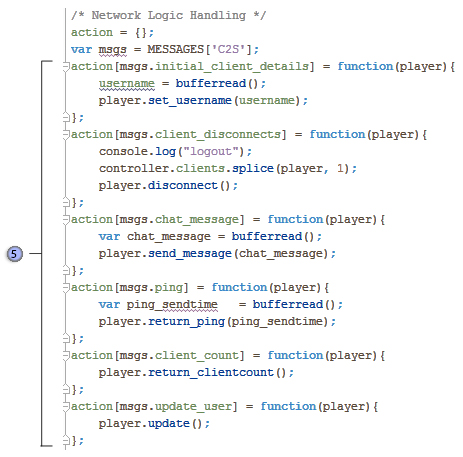 /* Network Logic Handling */
action = {};
var msgs = MESSAGES['C2S'];
action[msgs.initial_client_details] = function(player){
username = bufferread();
player.set_username(username);
};
action[msgs.client_disconnects] = function(player){
console.log("logout");
controller.clients.splice(player, 1);
player.disconnect();
};
action[msgs.chat_message] = function(player){
var chat_message = bufferread();
player.send_message(chat_message);
};
5
action[msgs.ping] = function(player){
var ping_sendtime = bufferread();
player.return_ping(ping_sendtime);
};
action[msgs.client_count] = function(player){
player.return_clientcount();
};
action[msgs.update_user] = function(player){
player.update();
};